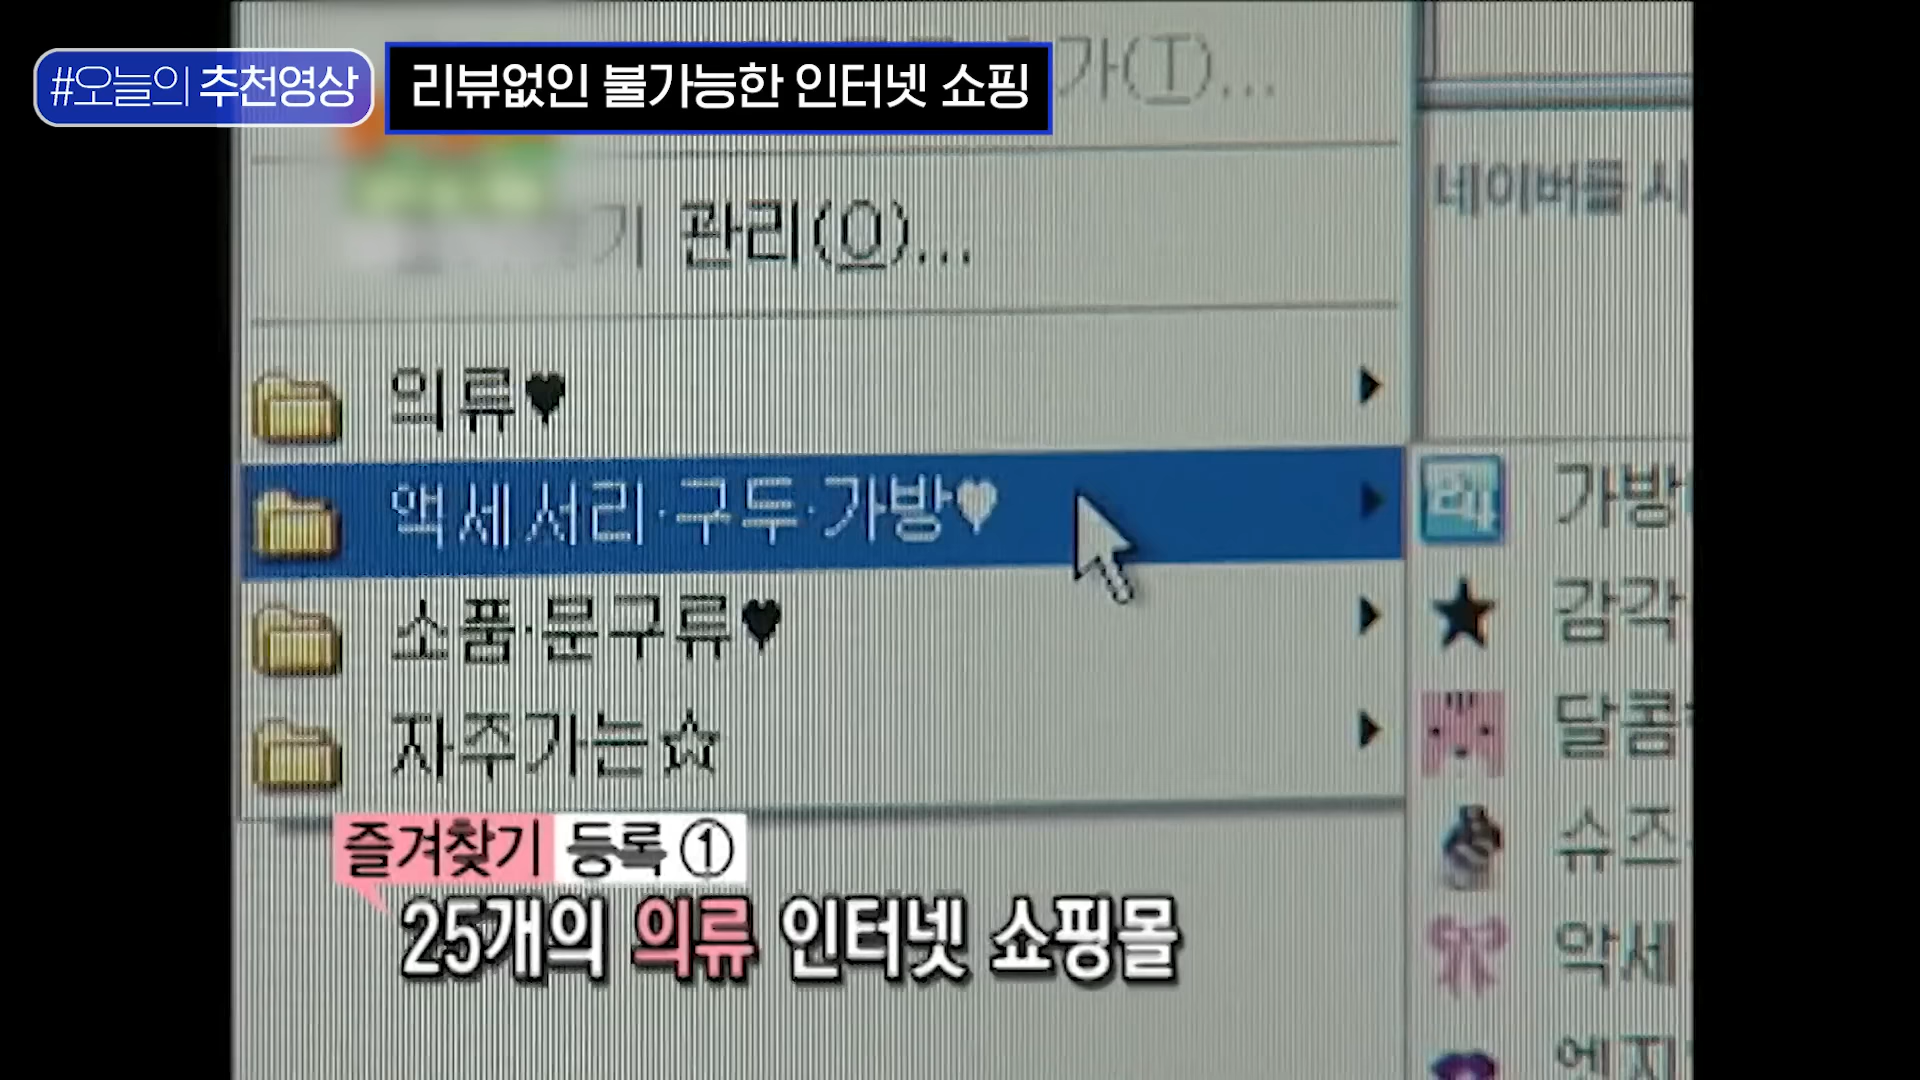 #오늘의 추천영상
리뷰없인 불가능한 인터넷 쇼핑
가(I)...
네이버를 시
기 관리(O)...
의류♥
액세서리·구두·가방♥
가방
소품·문구류♥
감각
자주가는☆
달콤
즐겨찾기 등록 ①
슈즈
25개의 의류 인터넷 쇼핑몰
악세
엔지